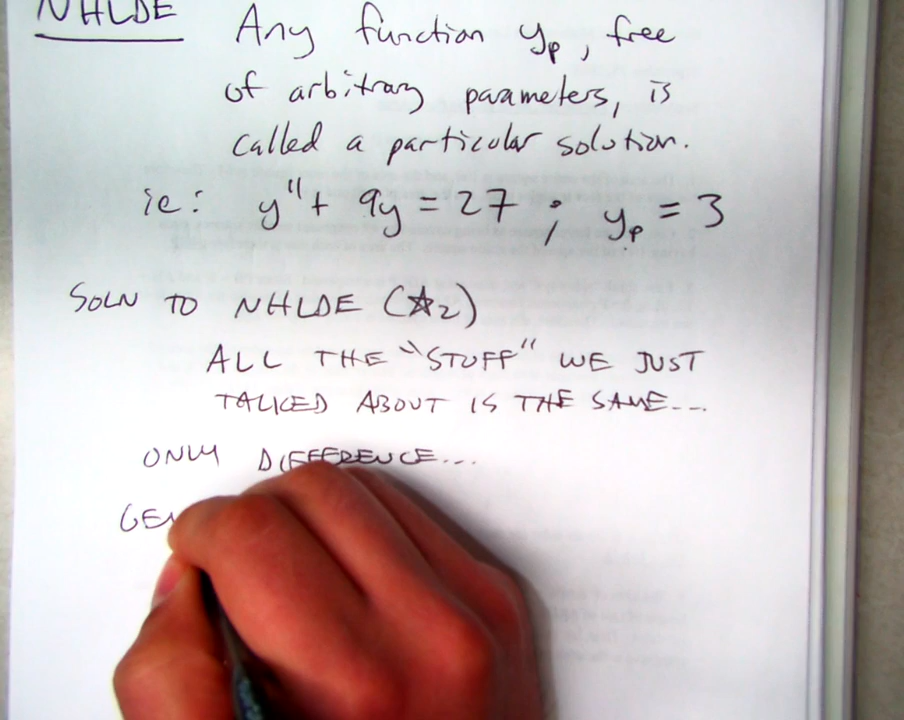 NHLDE Any function yp, free
of arbitrary parameters, is
called a particular solution.
ie: y" + 9y = 27 ; yp = 3
SOLN TO NHLDE (☆2)
ALL THE "STUFF" WE JUST
TALKED ABOUT IS THE SAME...
ONLY DIFFERENCE...
GEN